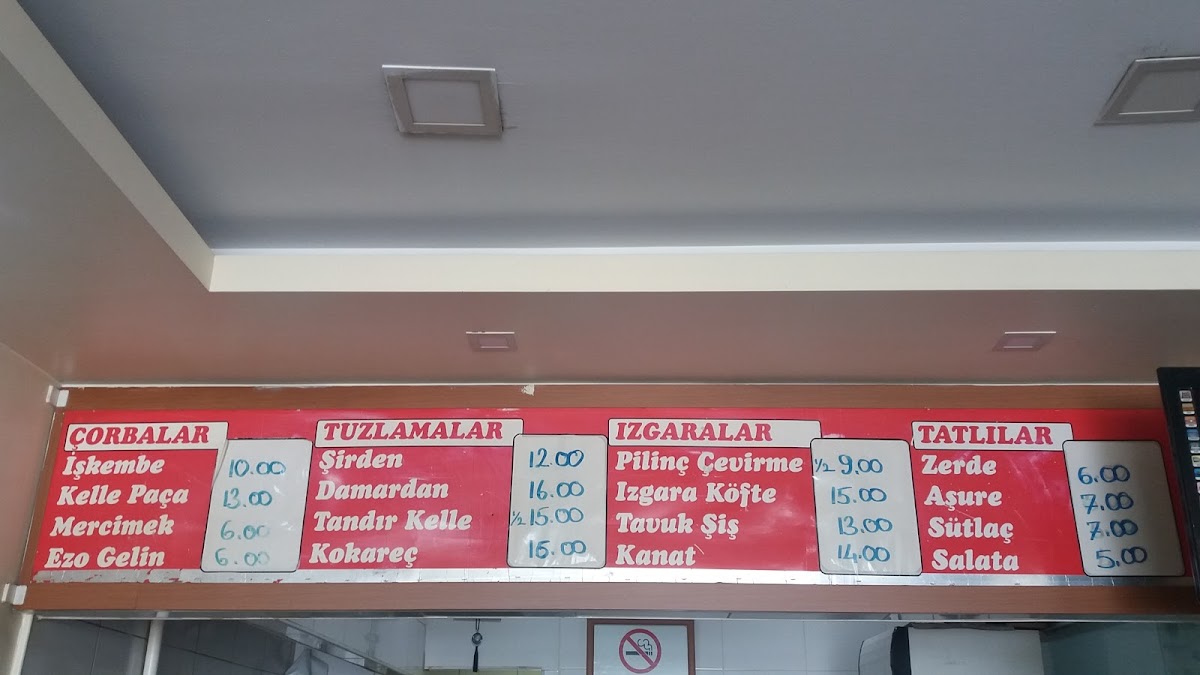 ÇORBALAR
İşkembe 10.00
Kelle Paça 13.00
Mercimek 6.00
Ezo Gelin 6.00
TUZLAMALAR
Şirden 12.00
Damardan 16.00
Tandır Kelle ½ 15.00
Kokareç 16.00
IZGARALAR
Pilinç Çevirme ½ 9.00
Izgara Köfte 15.00
Tavuk Şiş 13.00
Kanat 14.00
TATLILAR
Zerde 6.00
Aşure 7.00
Sütlaç 7.00
Salata 5.00